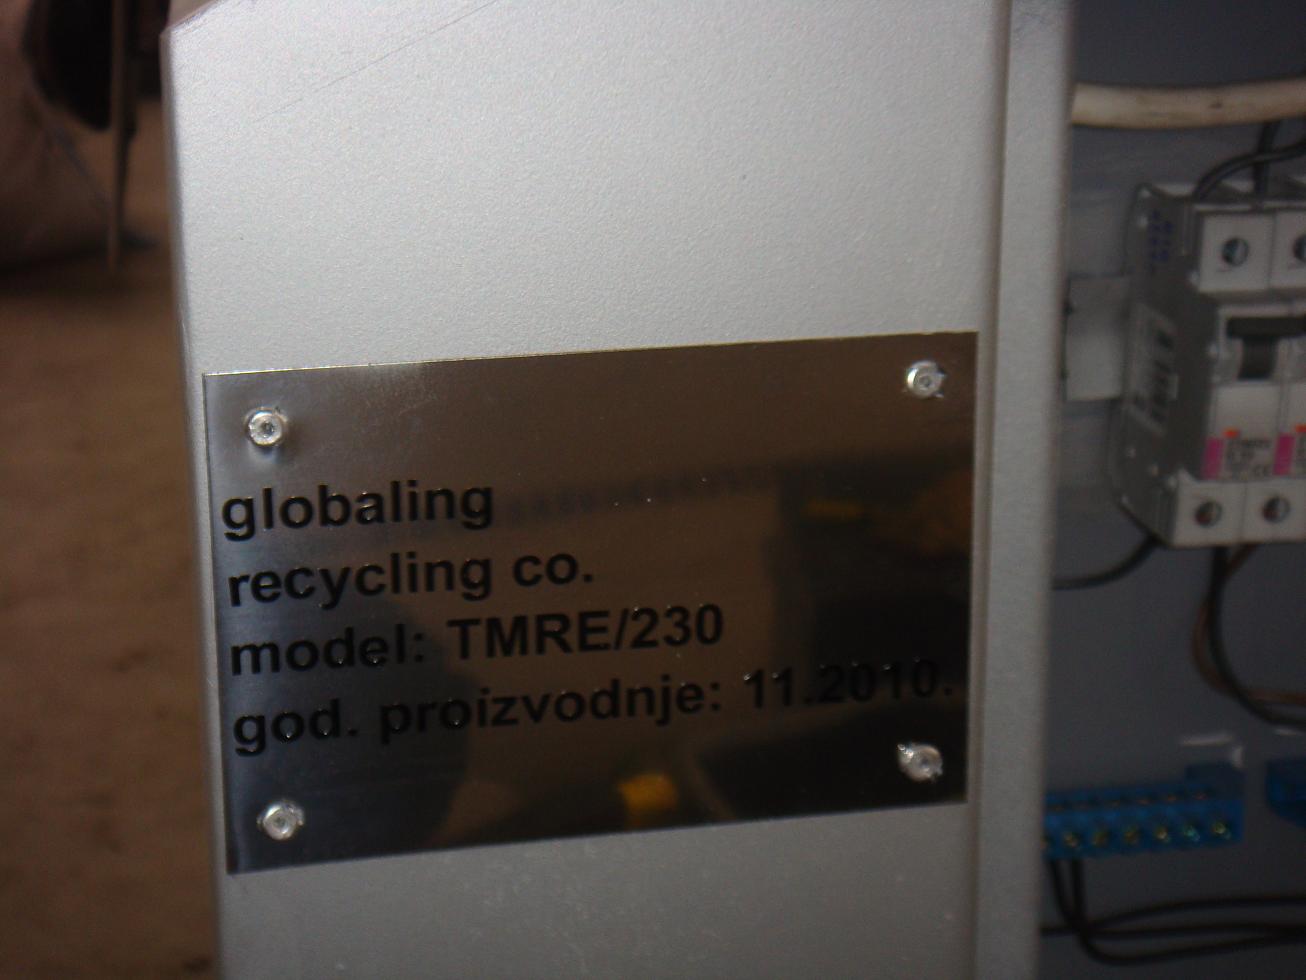 globaling
recycling co.
model: TMRE/230
god. proizvodnje: 11.2010.